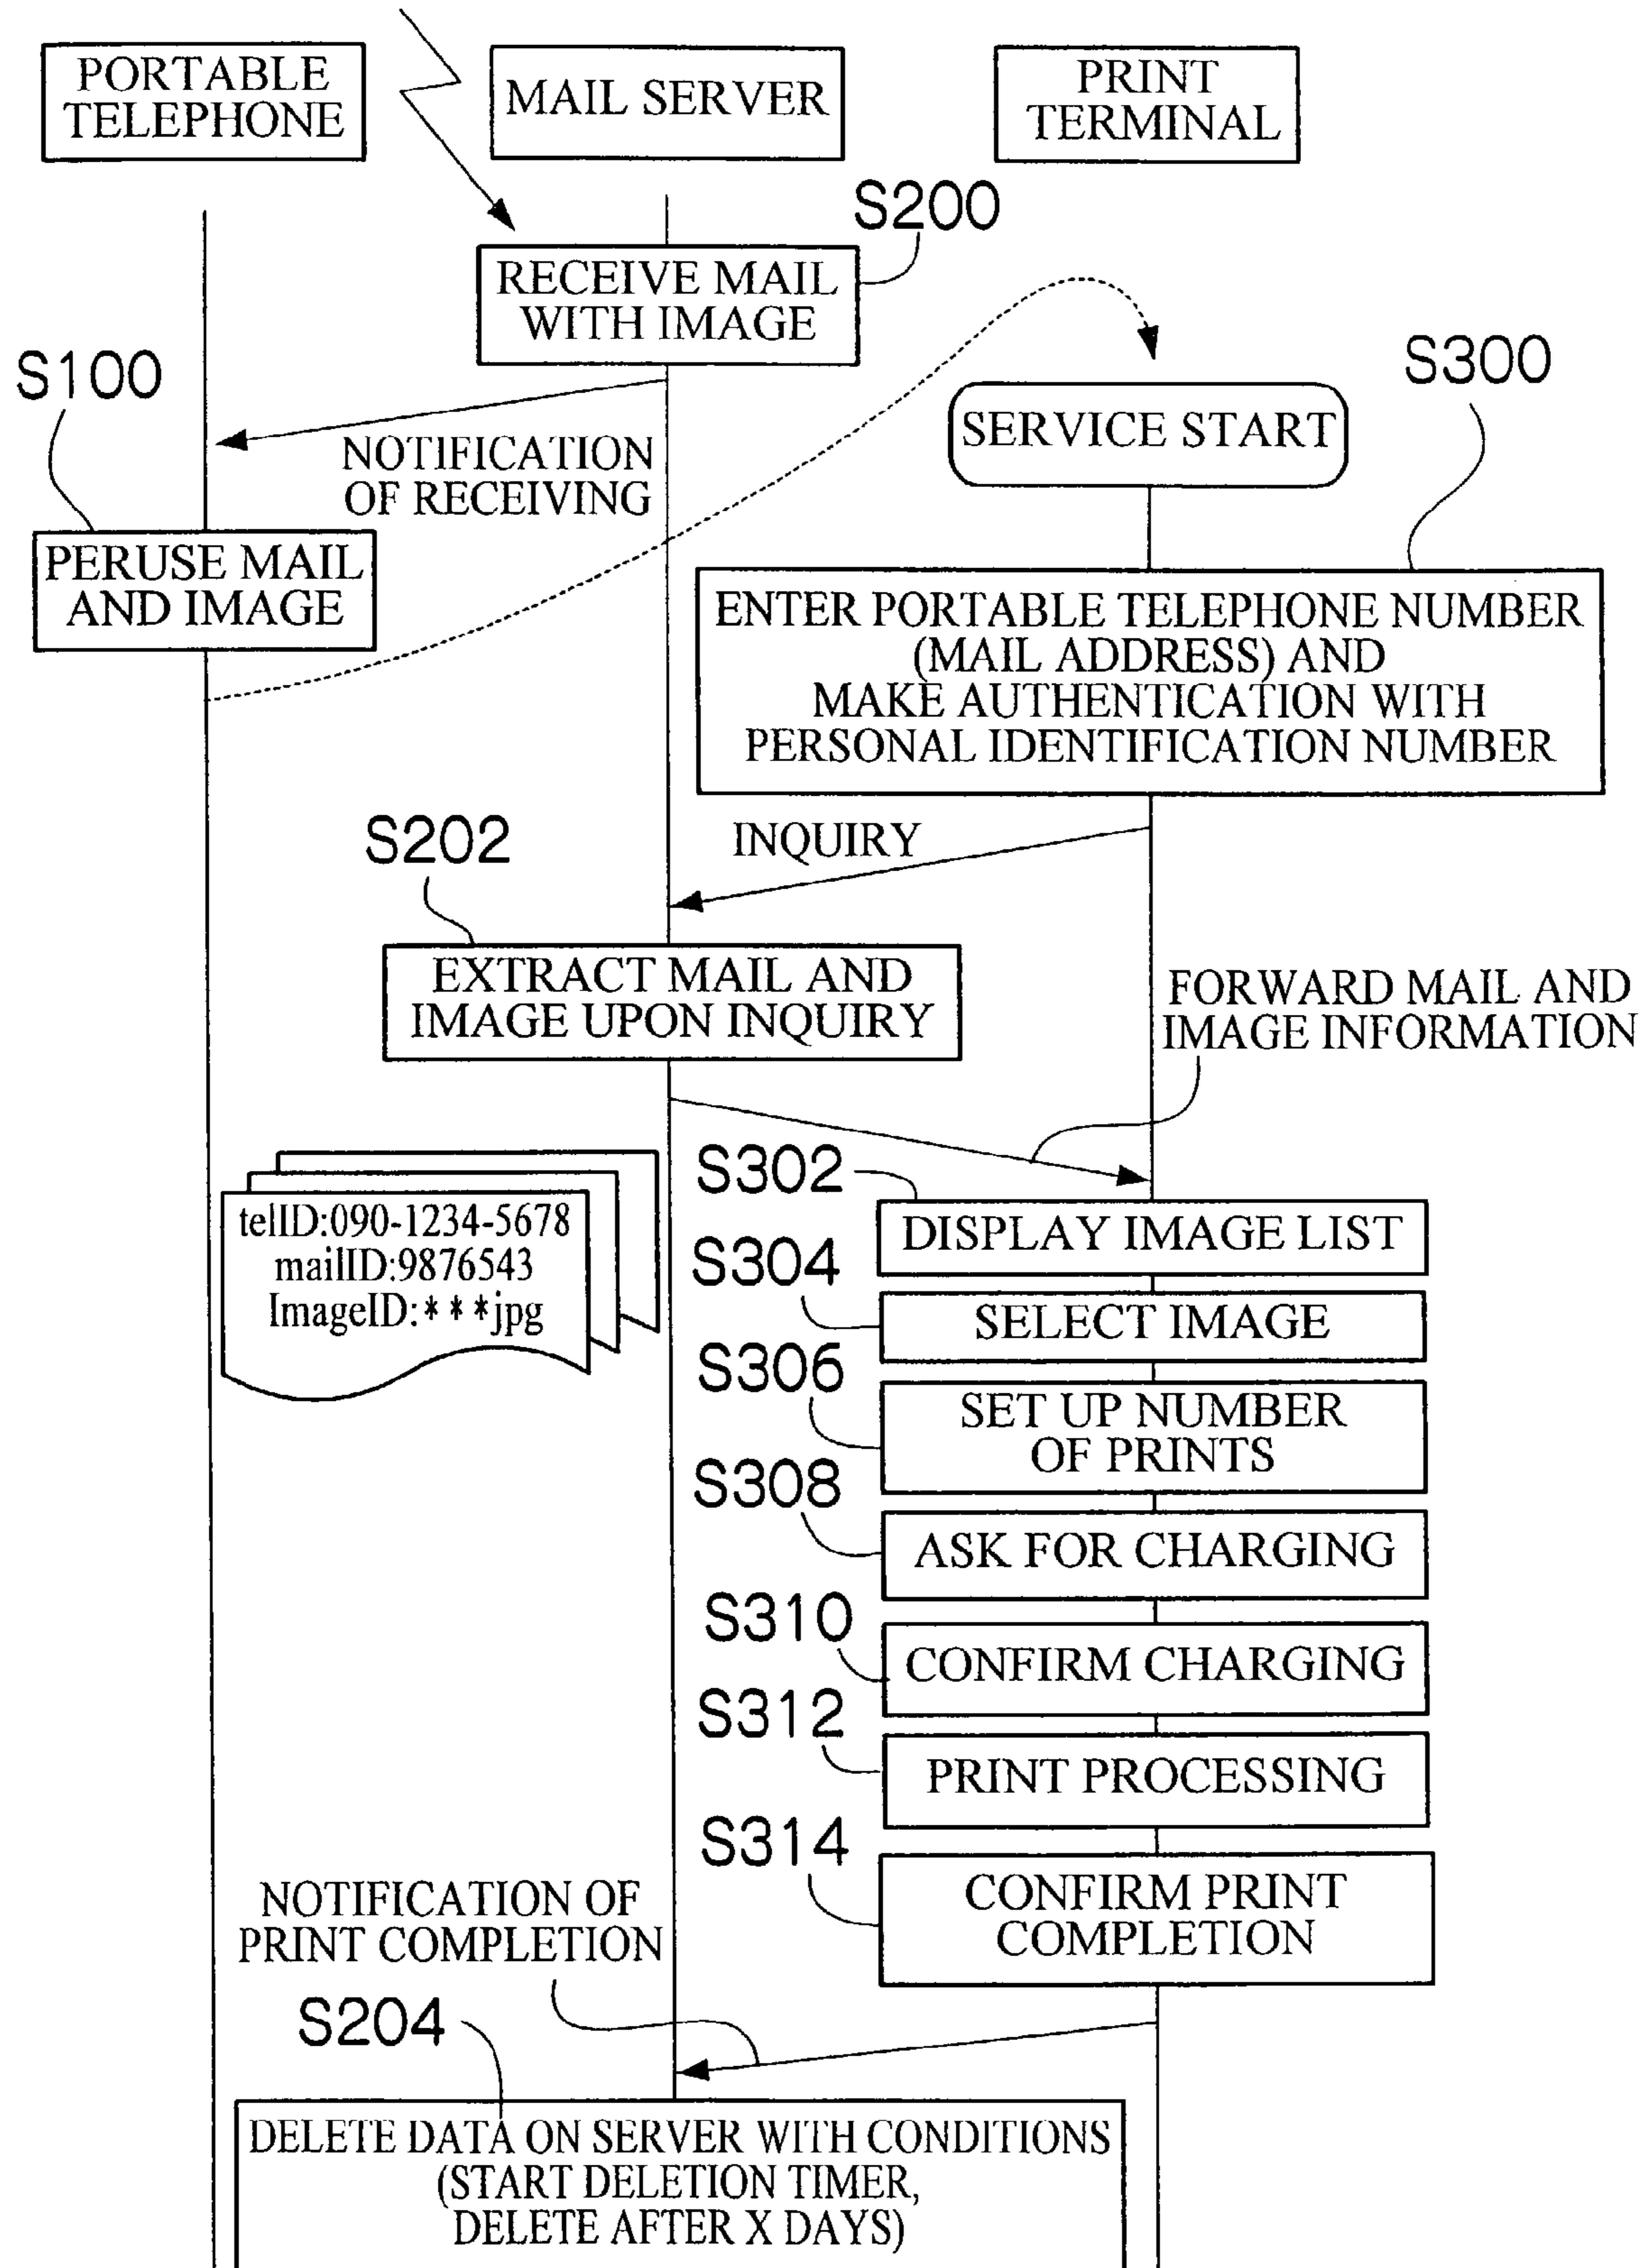 PORTABLE
TELEPHONE
MAIL SERVER
PRINT
TERMINAL
S200
RECEIVE MAIL
WITH IMAGE
S100
S300
SERVICE START
NOTIFICATION
OF RECEIVING
PERUSE MAIL
AND IMAGE
ENTER PORTABLE TELEPHONE NUMBER
(MAIL ADDRESS) AND
MAKE AUTHENTICATION WITH
PERSONAL IDENTIFICATION NUMBER
S202
INQUIRY
EXTRACT MAIL AND
IMAGE UPON INQUIRY
FORWARD MAIL AND
IMAGE INFORMATION
telID:090-1234-5678
mailID:9876543
ImageID:***jpg
S302
DISPLAY IMAGE LIST
S304
SELECT IMAGE
S306
SET UP NUMBER
OF PRINTS
S308
ASK FOR CHARGING
S310
CONFIRM CHARGING
S312
PRINT PROCESSING
S314
CONFIRM PRINT
COMPLETION
NOTIFICATION OF
PRINT COMPLETION
S204
DELETE DATA ON SERVER WITH CONDITIONS
(START DELETION TIMER,
DELETE AFTER X DAYS)